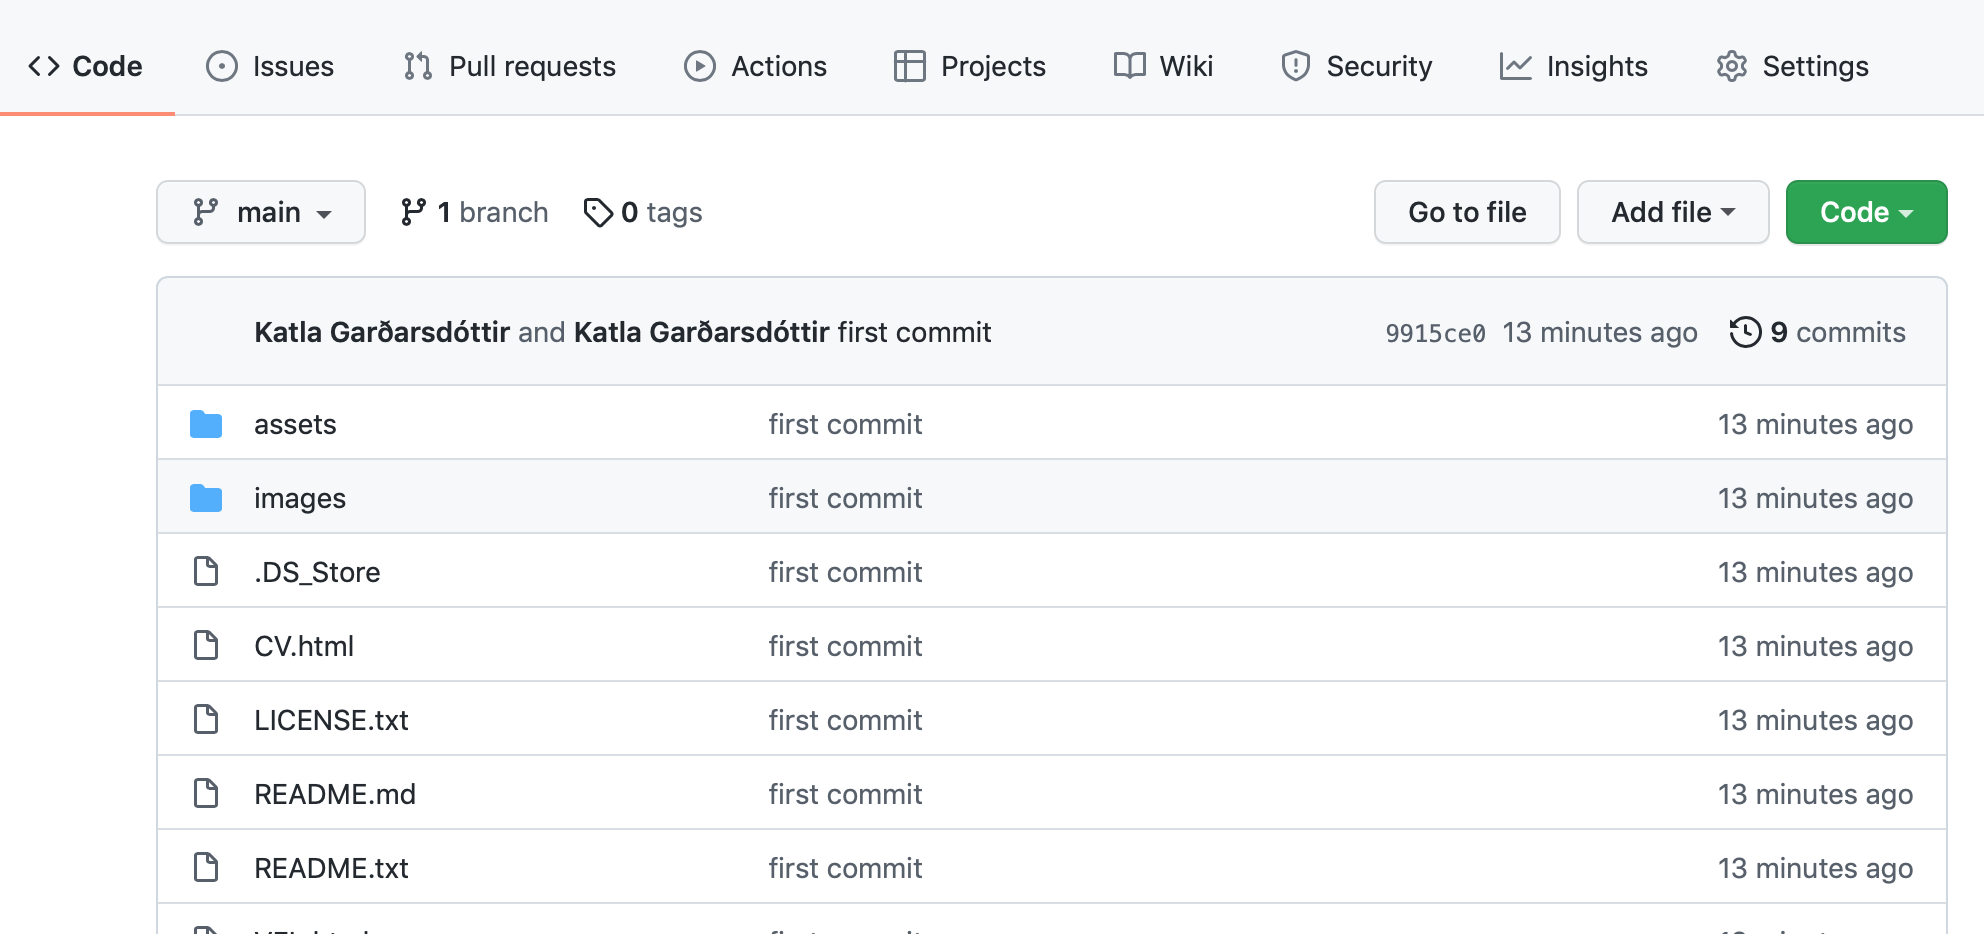 Code Issues Pull requests Actions Projects Wiki Security Insights Settings
main 1 branch 0 tags Go to file Add file Code
Katla Garðarsdóttir and Katla Garðarsdóttir first commit 9915ce0 13 minutes ago 9 commits
assets first commit 13 minutes ago
images first commit 13 minutes ago
.DS_Store first commit 13 minutes ago
CV.html first commit 13 minutes ago
LICENSE.txt first commit 13 minutes ago
README.md first commit 13 minutes ago
README.txt first commit 13 minutes ago